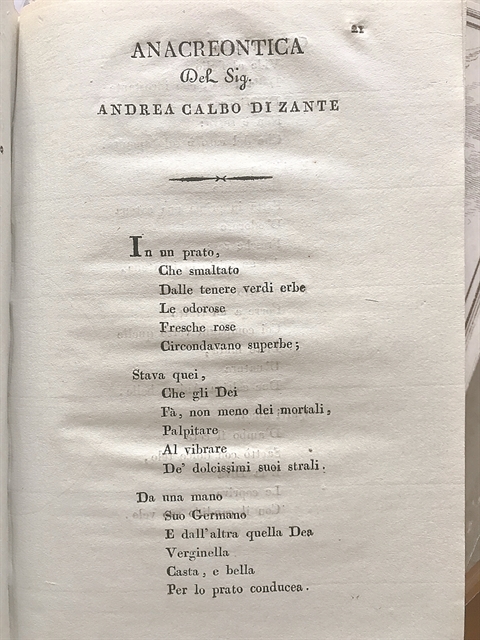 21
ANACREONTICA
Del Sig.
ANDREA CALBO DI ZANTE
In un prato,
Che smaltato
Dalle tenere verdi erbe
Le odorose
Fresche rose
Circondavano superbe;
Stava quei,
Che gli Dei
Fà, non meno dei mortali,
Palpitare
Al vibrare
De' dolcissimi suoi strali.
Da una mano
Suo Germano
E dall'altra quella Dea
Verginella
Casta, e bella
Per lo prato conducea.